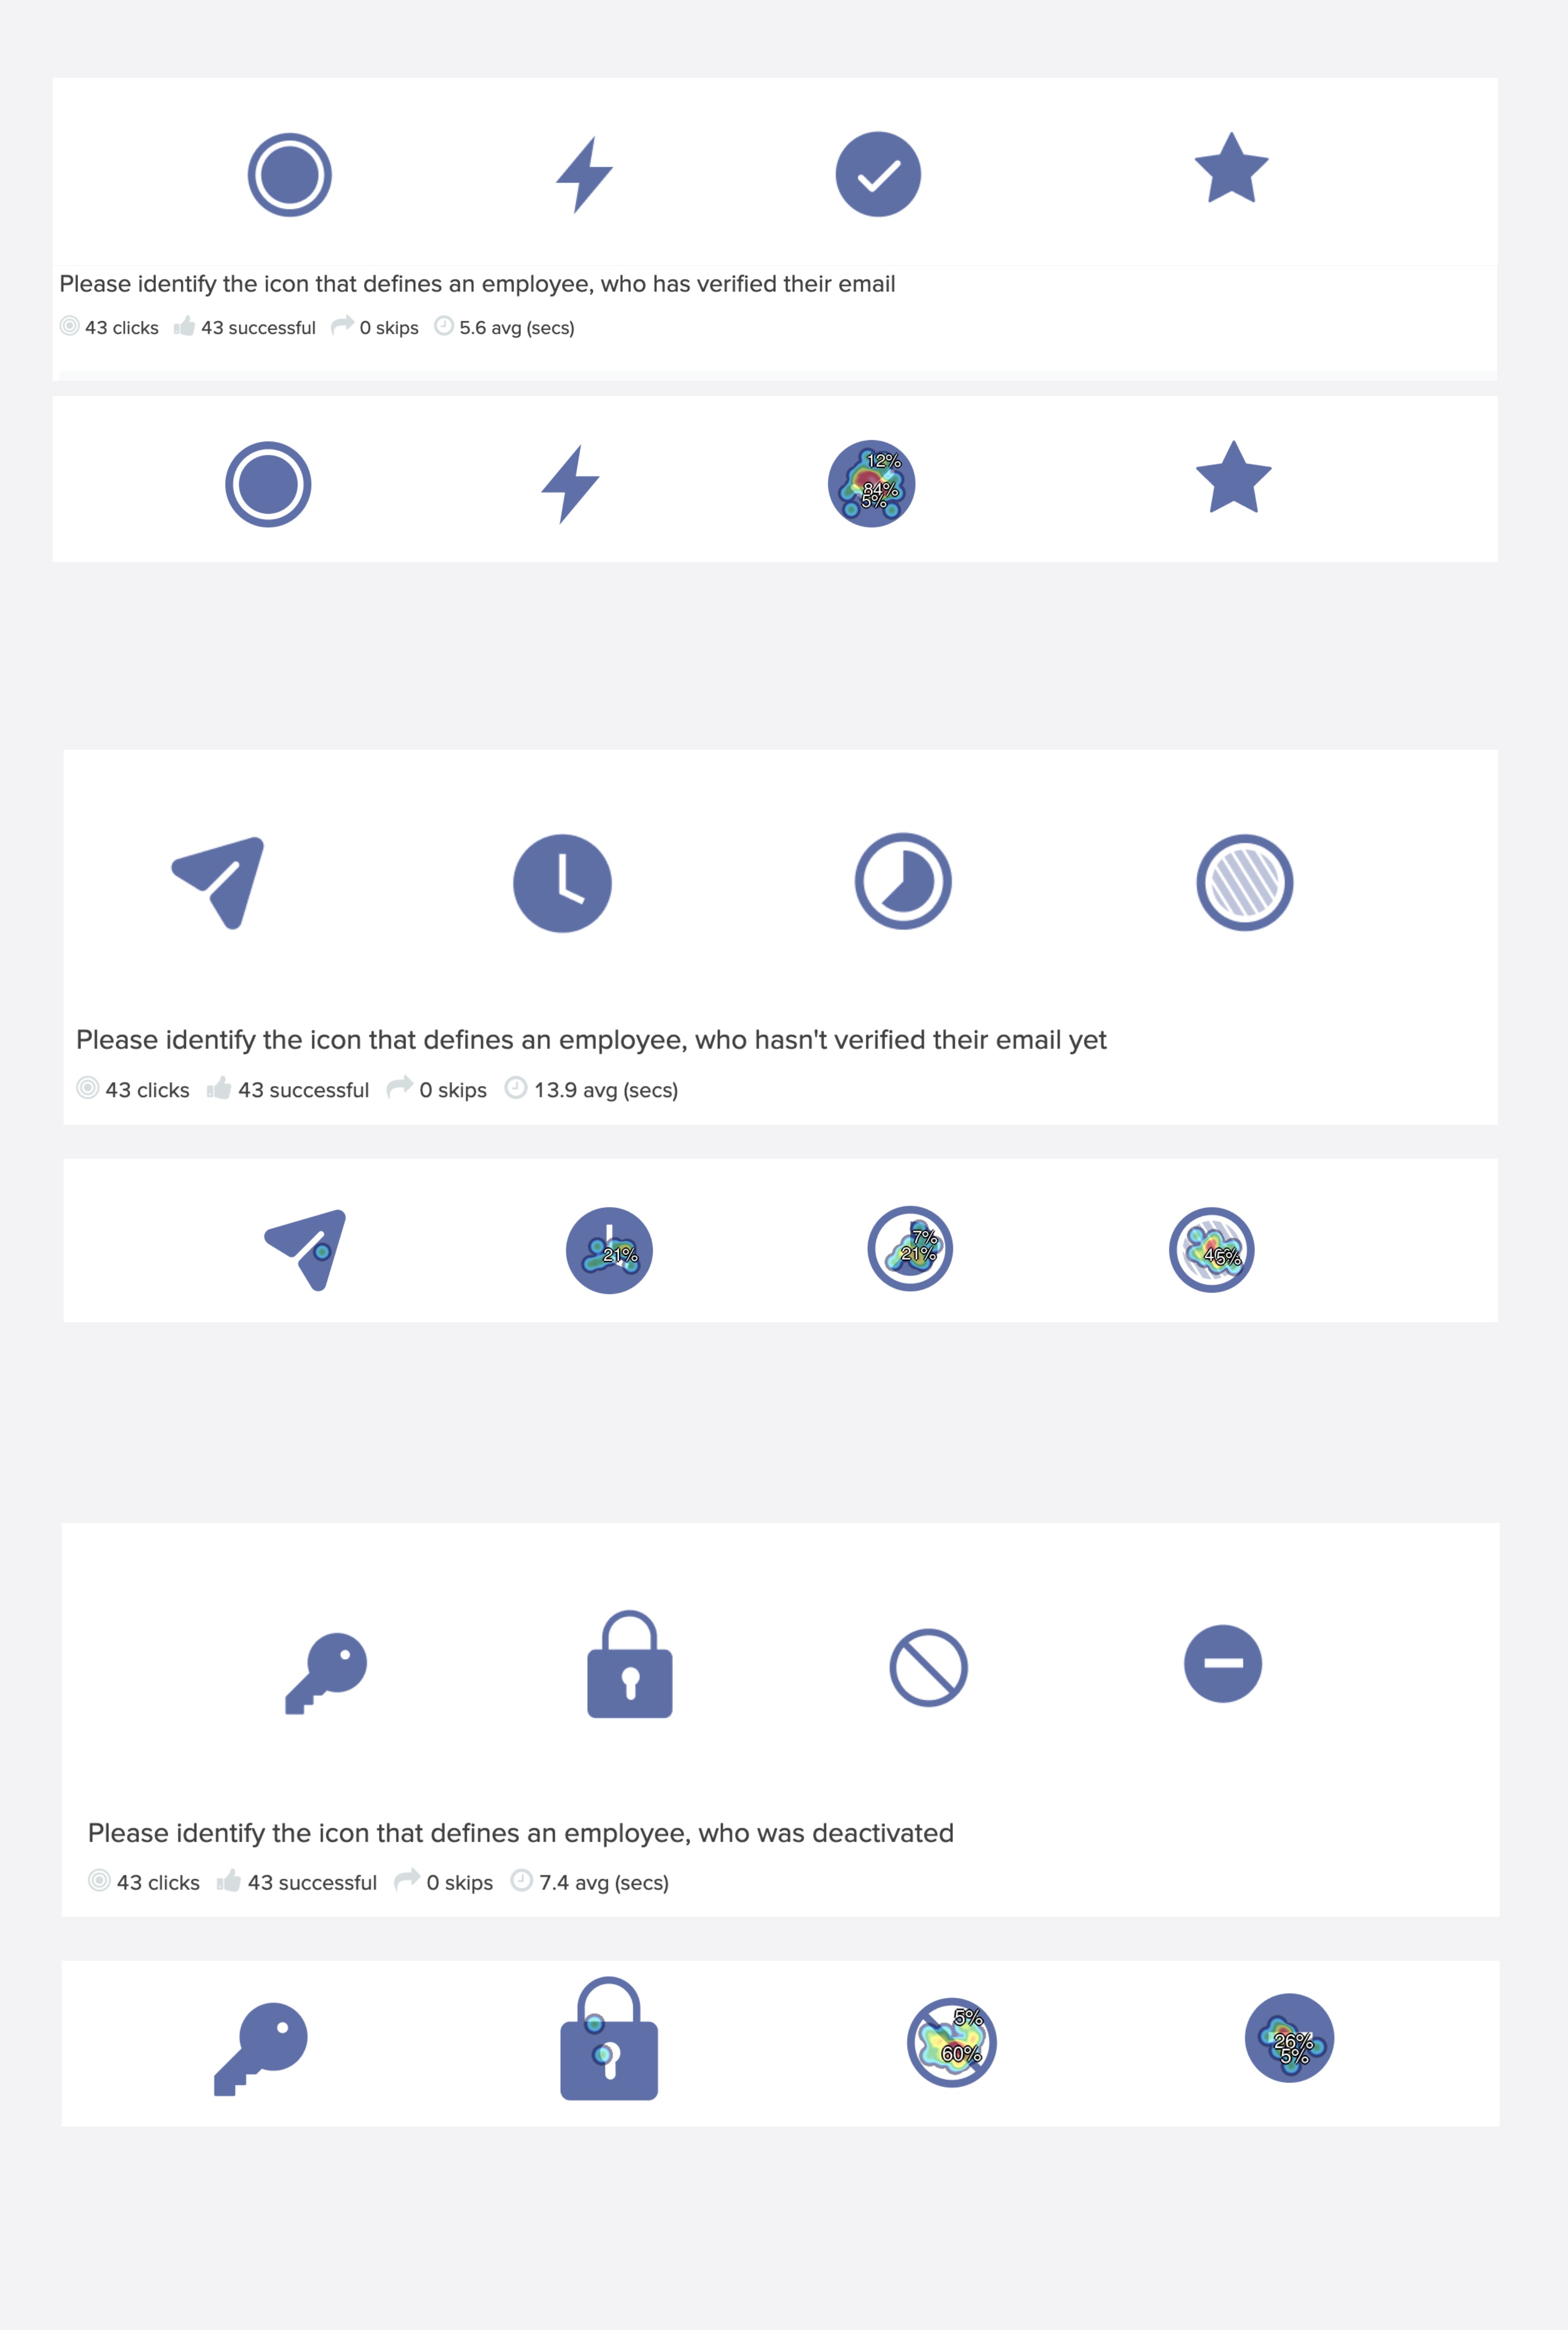 Please identify the icon that defines an employee, who has verified their email
43 clicks 43 successful 0 skips 5.6 avg (secs)
12%
84%
5%
Please identify the icon that defines an employee, who hasn't verified their email yet
43 clicks 43 successful 0 skips 13.9 avg (secs)
21%
7%
21%
5%
Please identify the icon that defines an employee, who was deactivated
43 clicks 43 successful 0 skips 7.4 avg (secs)
5%
60%
26%
5%